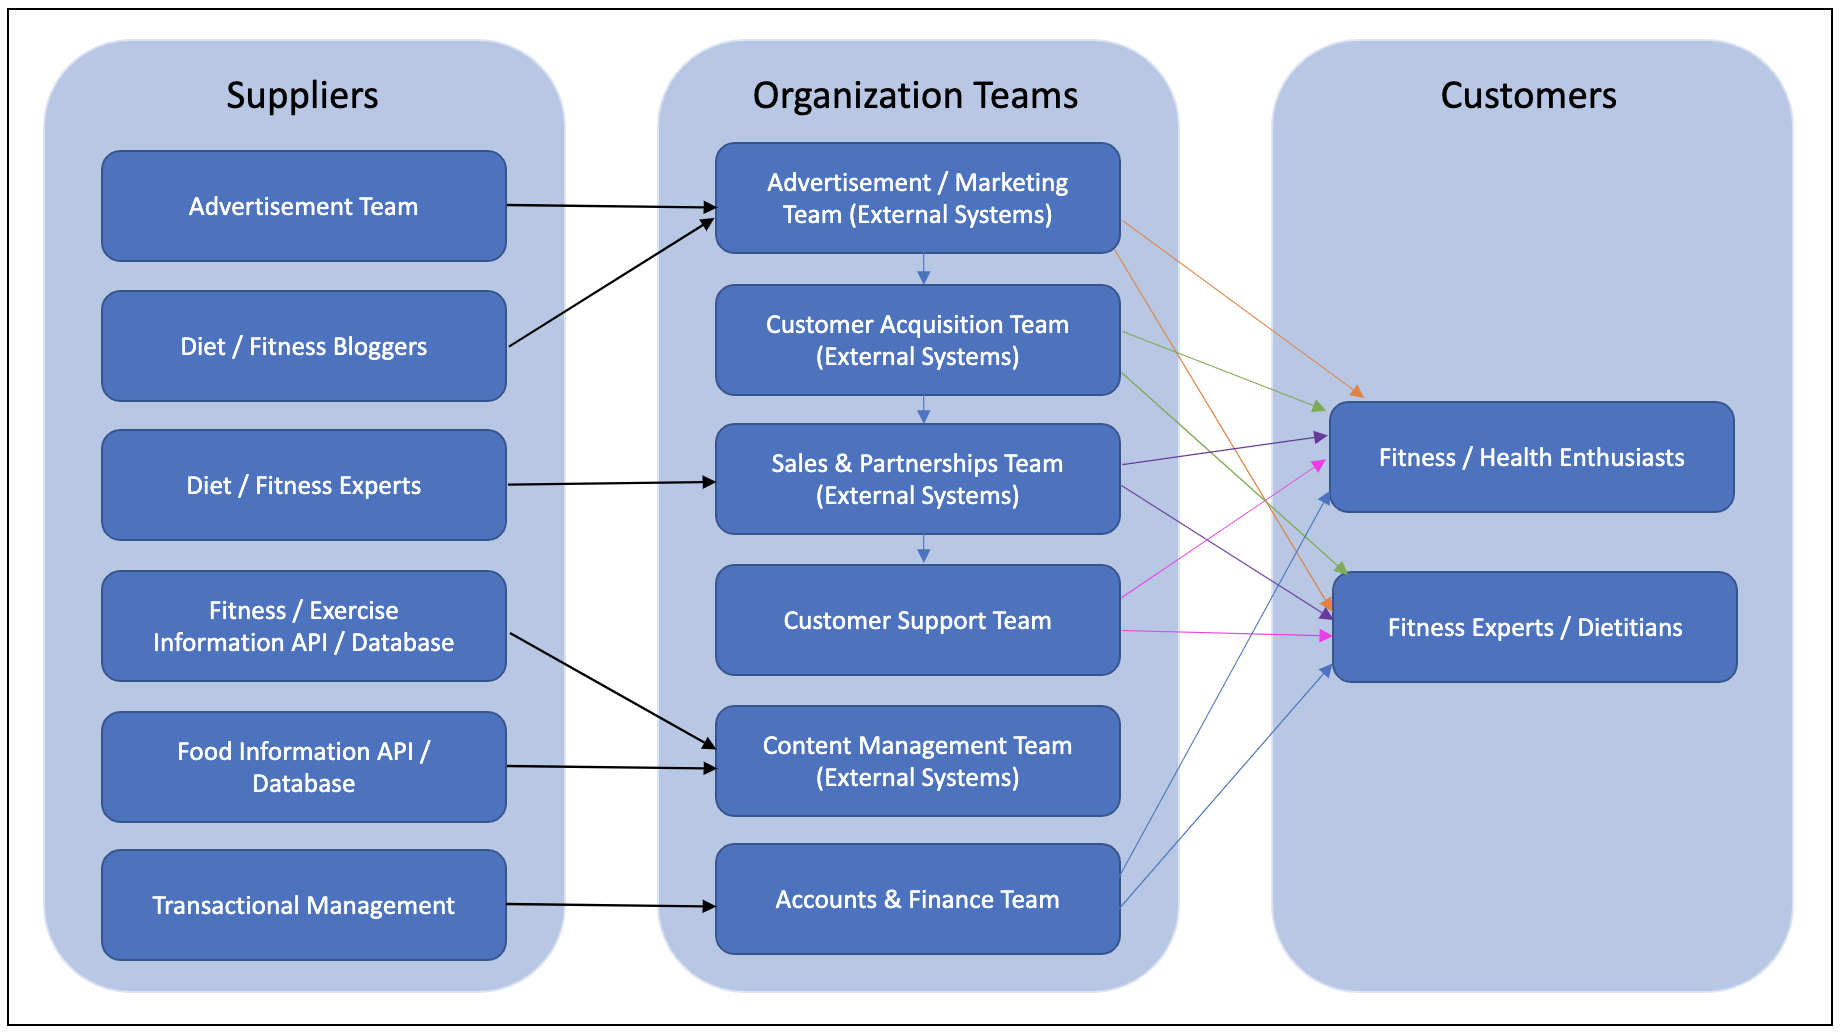 Suppliers
Advertisement Team
Diet / Fitness Bloggers
Diet / Fitness Experts
Fitness / Exercise
Information API / Database
Food Information API /
Database
Transactional Management
Organization Teams
Advertisement / Marketing
Team (External Systems)
Customer Acquisition Team
(External Systems)
Sales & Partnerships Team
(External Systems)
Customer Support Team
Content Management Team
(External Systems)
Accounts & Finance Team
Customers
Fitness / Health Enthusiasts
Fitness Experts / Dietitians